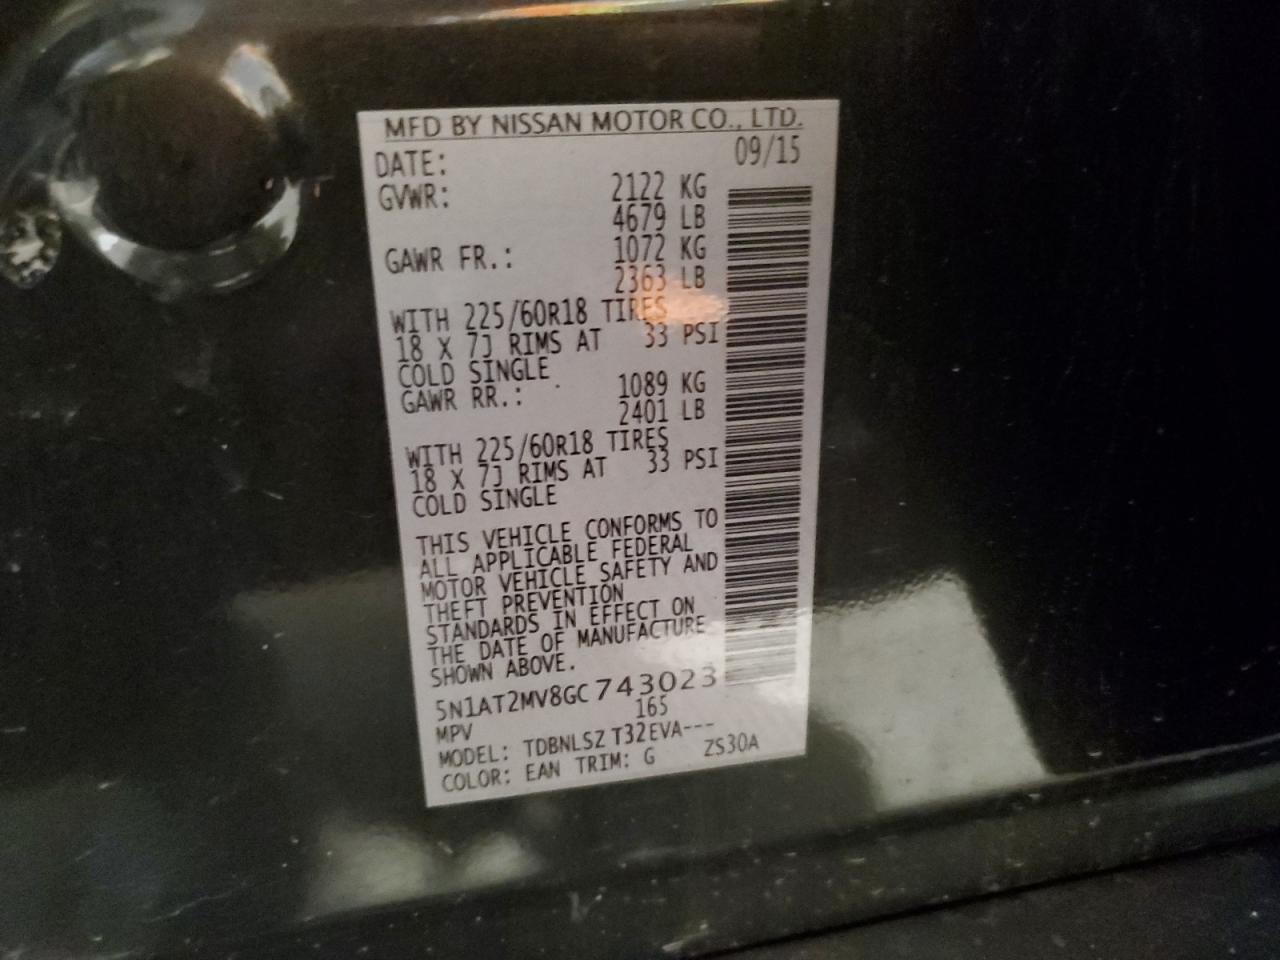 MFD BY NISSAN MOTOR CO., LTD.
DATE: 09/15
GVWR: 2122 KG
4679 LB
GAWR FR.: 1072 KG
2363 LB
WITH 225/60R18 TIRES
18 X 7J RIMS AT 33 PSI
COLD SINGLE
GAWR RR.: 1089 KG
2401 LB
WITH 225/60R18 TIRES
18 X 7J RIMS AT 33 PSI
COLD SINGLE
THIS VEHICLE CONFORMS TO
ALL APPLICABLE FEDERAL
MOTOR VEHICLE SAFETY AND
THEFT PREVENTION
STANDARDS IN EFFECT ON
THE DATE OF MANUFACTURE
SHOWN ABOVE.
5N1AT2MV8GC743023
MPV 165
MODEL: TDBNLSZ T32EVA---
COLOR: EAN TRIM: G ZS30A